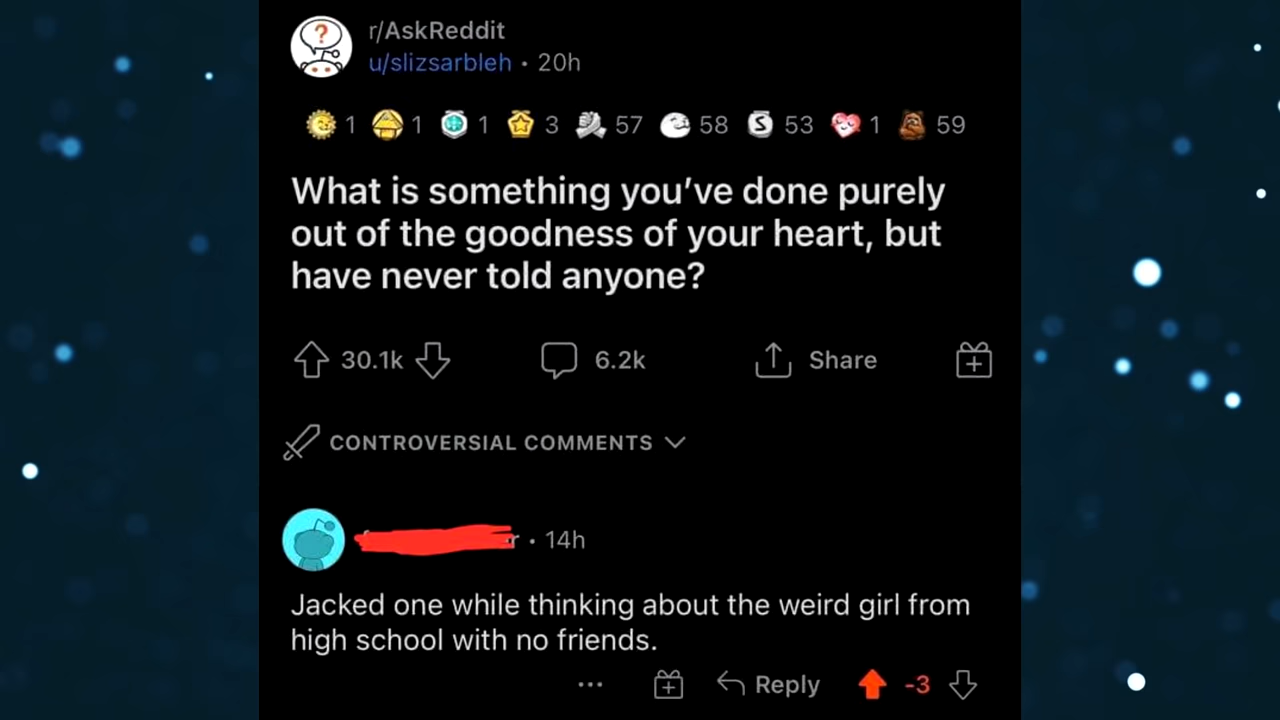 r/AskReddit
u/slizsarbleh • 20h
1 1 1 3 57 58 S 53 1 59
What is something you’ve done purely
out of the goodness of your heart, but
have never told anyone?
30.1k 6.2k Share
CONTROVERSIAL COMMENTS
• 14h
Jacked one while thinking about the weird girl from
high school with no friends.
... Reply -3